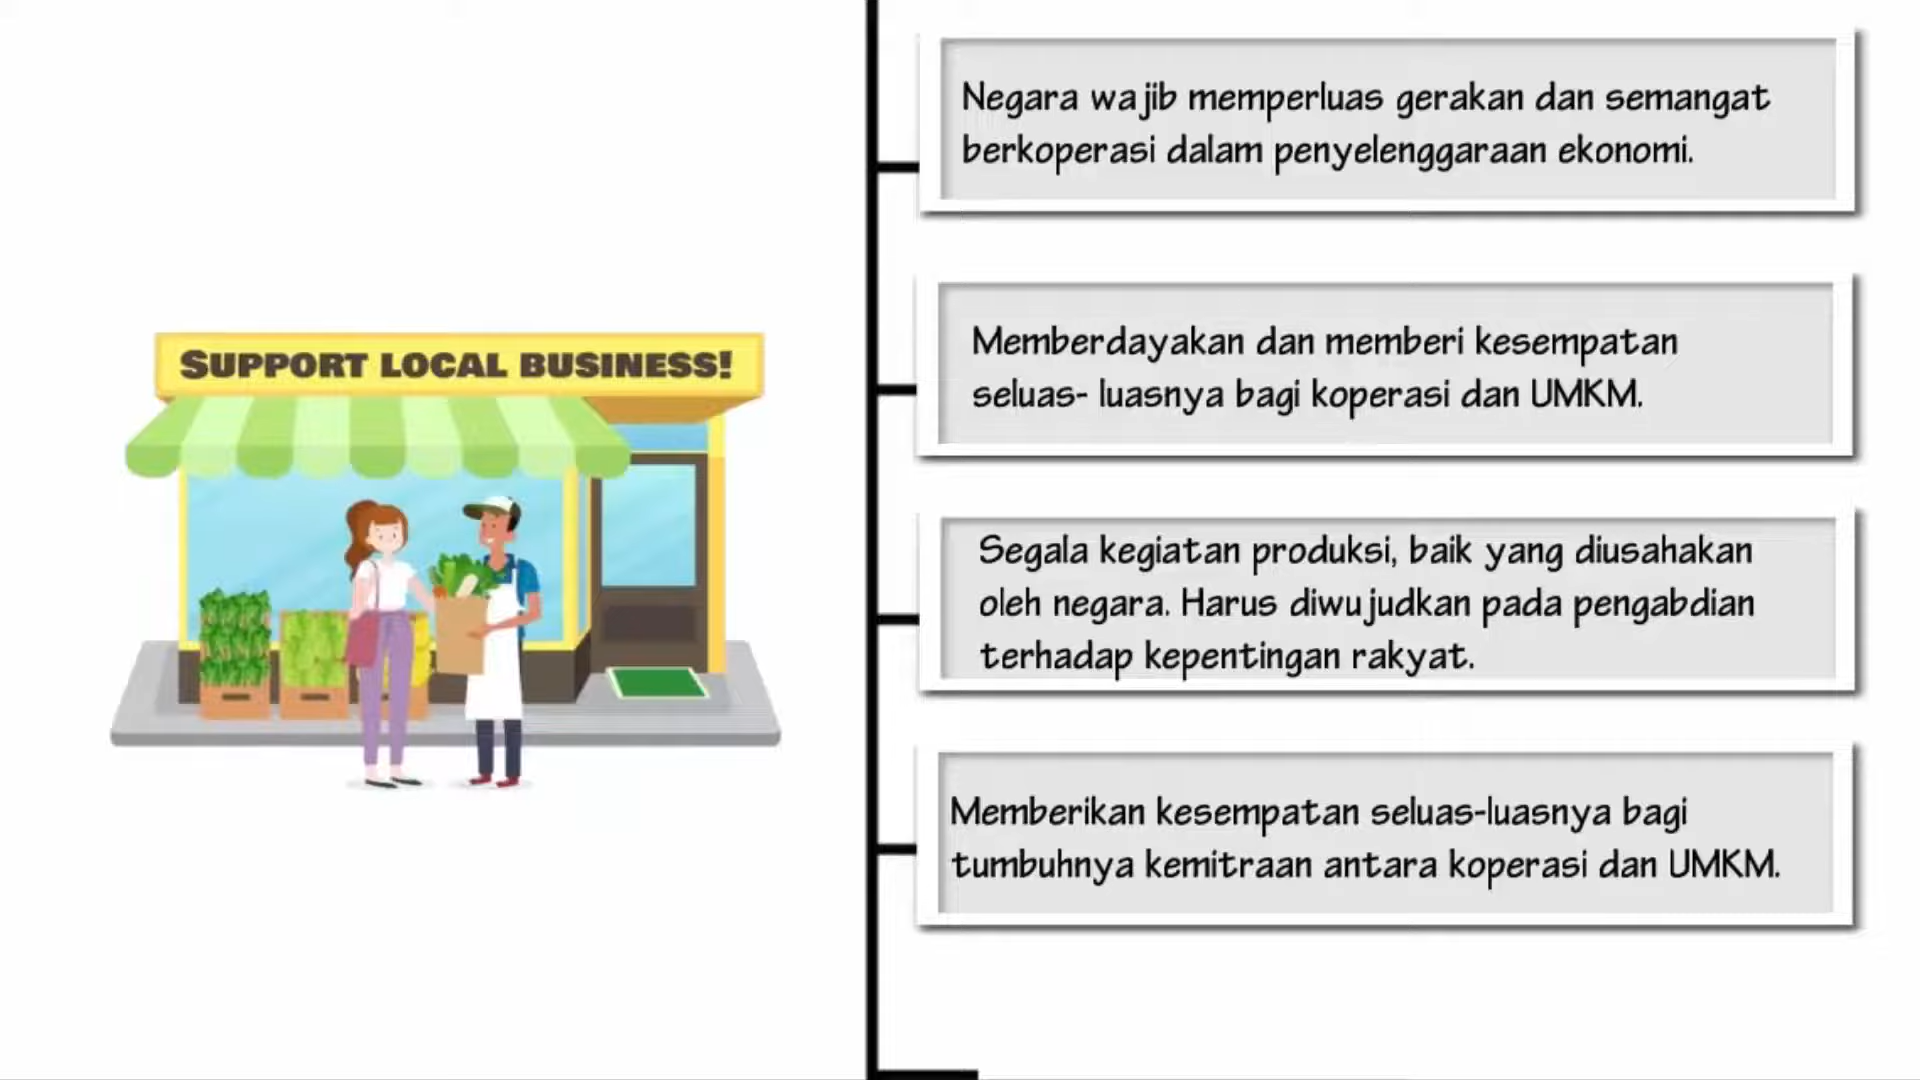 SUPPORT LOCAL BUSINESS!
Negara wajib memperluas gerakan dan semangat
berkoperasi dalam penyelenggaraan ekonomi.
Memberdayakan dan memberi kesempatan
seluas- luasnya bagi koperasi dan UMKM.
Segala kegiatan produksi, baik yang diusahakan
oleh negara. Harus diwujudkan pada pengabdian
terhadap kepentingan rakyat.
Memberikan kesempatan seluas-luasnya bagi
tumbuhnya kemitraan antara koperasi dan UMKM.